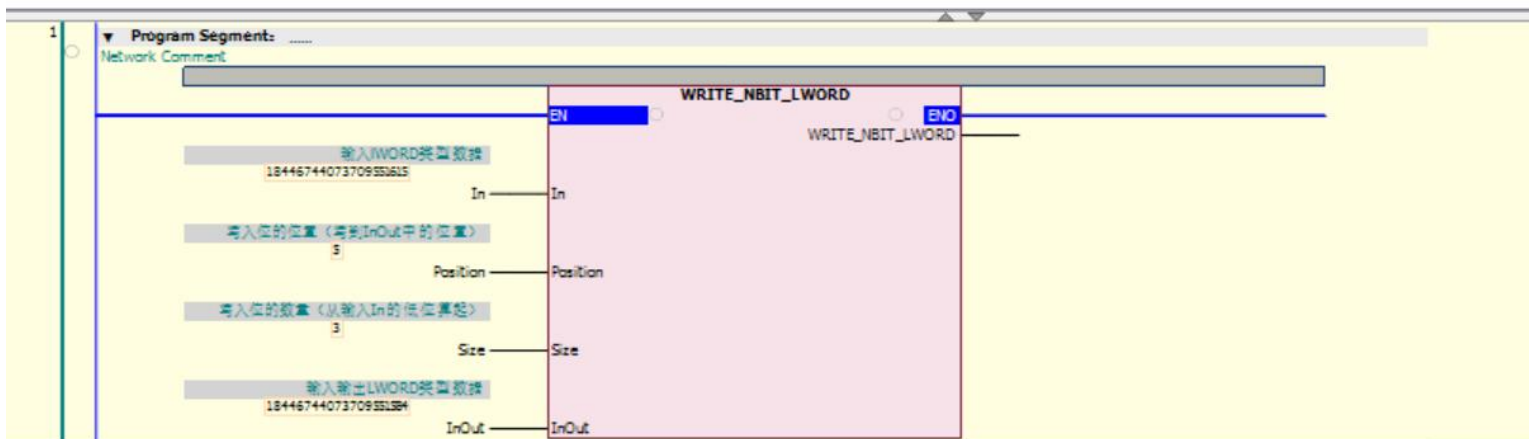 1
Program Segment: ......
Network Comment
WRITE_NBIT_LWORD
EN
ENO
WRITE_NBIT_LWORD
输入lWORD类型数据
18446744073709551615
In
In
写入位的位置（写到InOut中的位置）
5
Position
Position
写入位的数量（从输入In的低位算起）
3
Size
Size
输入输出LWORD类型数据
18446744073709551584
InOut
InOut